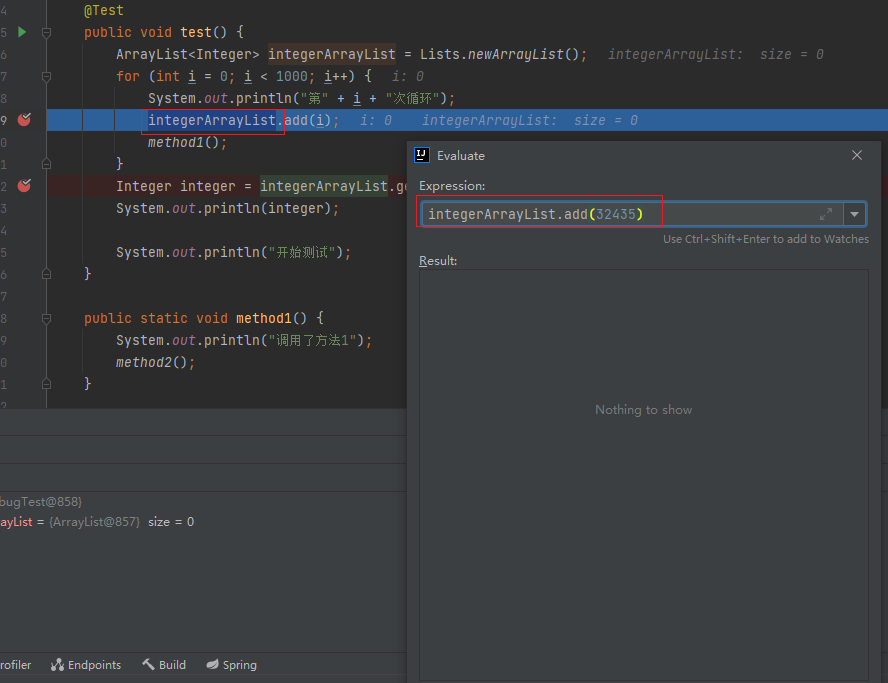 4 @Test
5 public void test() {
6 ArrayList<Integer> integerArrayList = Lists.newArrayList(); integerArrayList: size = 0
7 for (int i = 0; i < 1000; i++) { i: 0
8 System.out.println("第" + i + "次循环");
9 integerArrayList.add(i); i: 0 integerArrayList: size = 0
0 method1();
1 }
2 Integer integer = integerArrayList.g
3 System.out.println(integer);
4
5 System.out.println("开始测试");
6 }
7
8 public static void method1() {
9 System.out.println("调用了方法1");
0 method2();
1 }
2
Evaluate
Expression:
integerArrayList.add(32435)
Use Ctrl+Shift+Enter to add to Watches
Result:
Nothing to show
bugTest@858}
ayList = {ArrayList@857} size = 0
rofiler Endpoints Build Spring